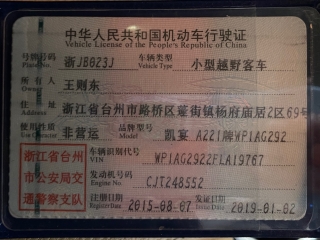 中华人民共和国机动车行驶证
Vehicle License of the People's Republic of China
号牌号码 浙JB023J 车辆类型 小型越野客车
Plate No. Vehicle Type
所有人 王则东
Owner
住址 浙江省台州市路桥区蓬街镇杨府庙居2区69号
Address
使用性质 非营运 品牌型号 凯宴 A221牌WP1AG292
Use Character Model
浙江省台州市公安局交通警察支队
车辆识别代号 WP1AG2922FLA19767
VIN
发动机号码 CJT248552
Engine No.
注册日期 2015-08-07 发证日期 2019-01-02
Register Date Issue Date